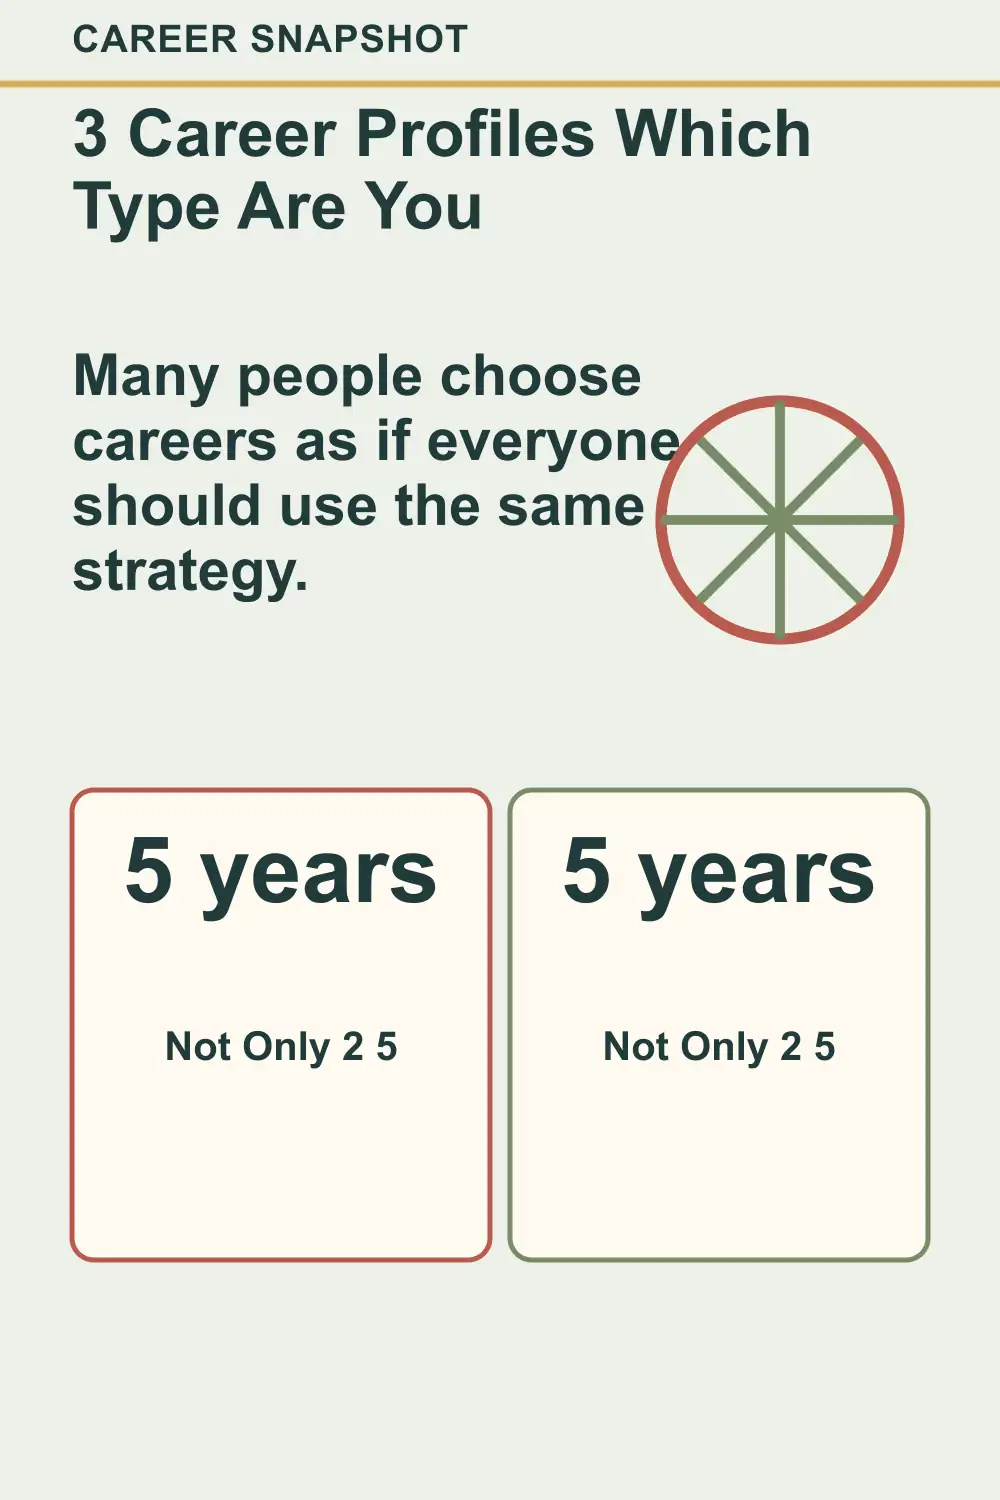 CAREER SNAPSHOT
3 Career Profiles Which
Type Are You
Many people choose
careers as if everyone
should use the same
strategy.
5 years
Not Only 2 5
5 years
Not Only 2 5